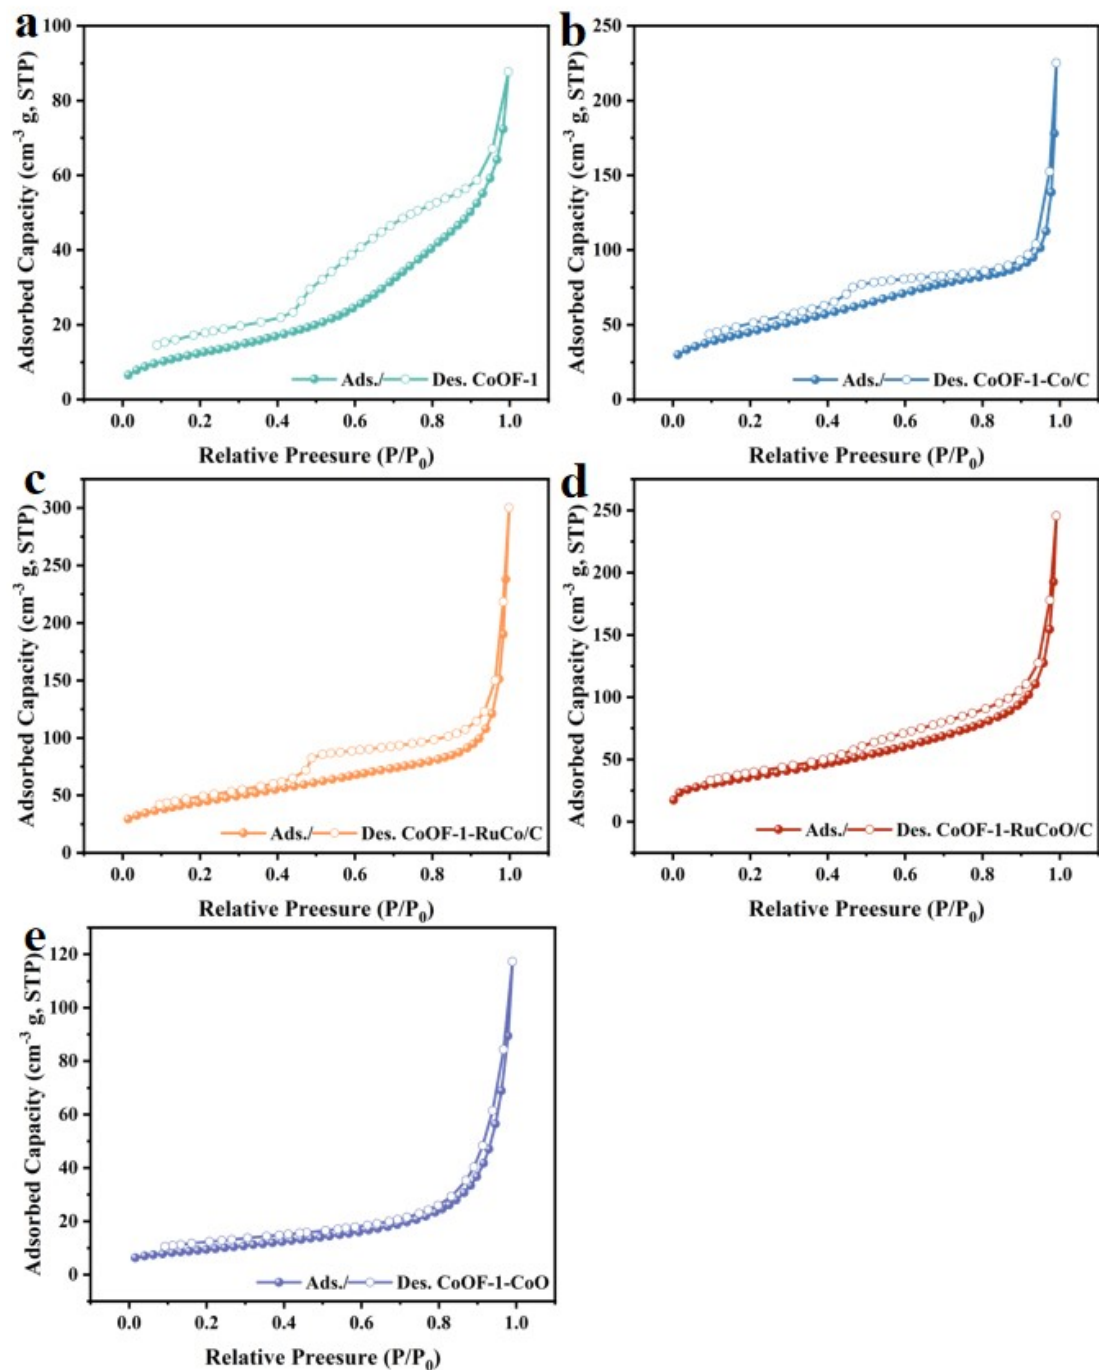 a
Adsorbed Capacity (cm⁻³ g, STP)
100
80
60
40
20
0
Ads./ Des. CoOF-1
0.0 0.2 0.4 0.6 0.8 1.0
Relative Preesure (P/P₀)
b
Adsorbed Capacity (cm⁻³ g, STP)
250
200
150
100
50
0
Ads./ Des. CoOF-1-Co/C
0.0 0.2 0.4 0.6 0.8 1.0
Relative Preesure (P/P₀)
c
Adsorbed Capacity (cm⁻³ g, STP)
300
250
200
150
100
50
0
Ads./ Des. CoOF-1-RuCo/C
0.0 0.2 0.4 0.6 0.8 1.0
Relative Preesure (P/P₀)
d
Adsorbed Capacity (cm⁻³ g, STP)
250
200
150
100
50
0
Ads./ Des. CoOF-1-RuCoO/C
0.0 0.2 0.4 0.6 0.8 1.0
Relative Preesure (P/P₀)
e
Adsorbed Capacity (cm⁻³ g, STP)
120
100
80
60
40
20
0
Ads./ Des. CoOF-1-CoO
0.0 0.2 0.4 0.6 0.8 1.0
Relative Preesure (P/P₀)